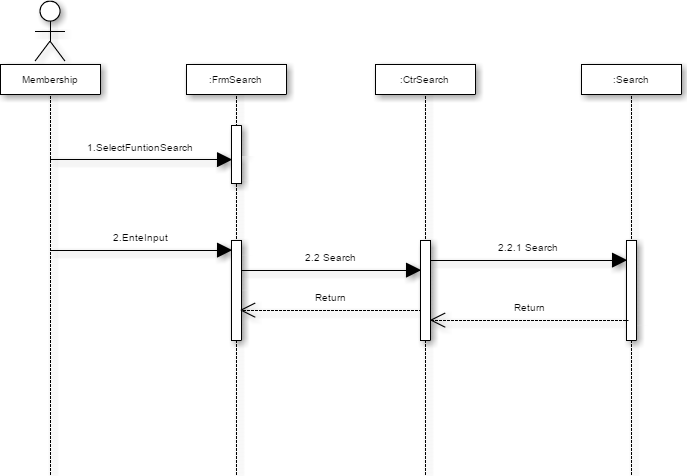 Membership
:FrmSearch
:CtrSearch
:Search
1.SelectFuntionSearch
2.EnteInput
2.2 Search
2.2.1 Search
Return
Return